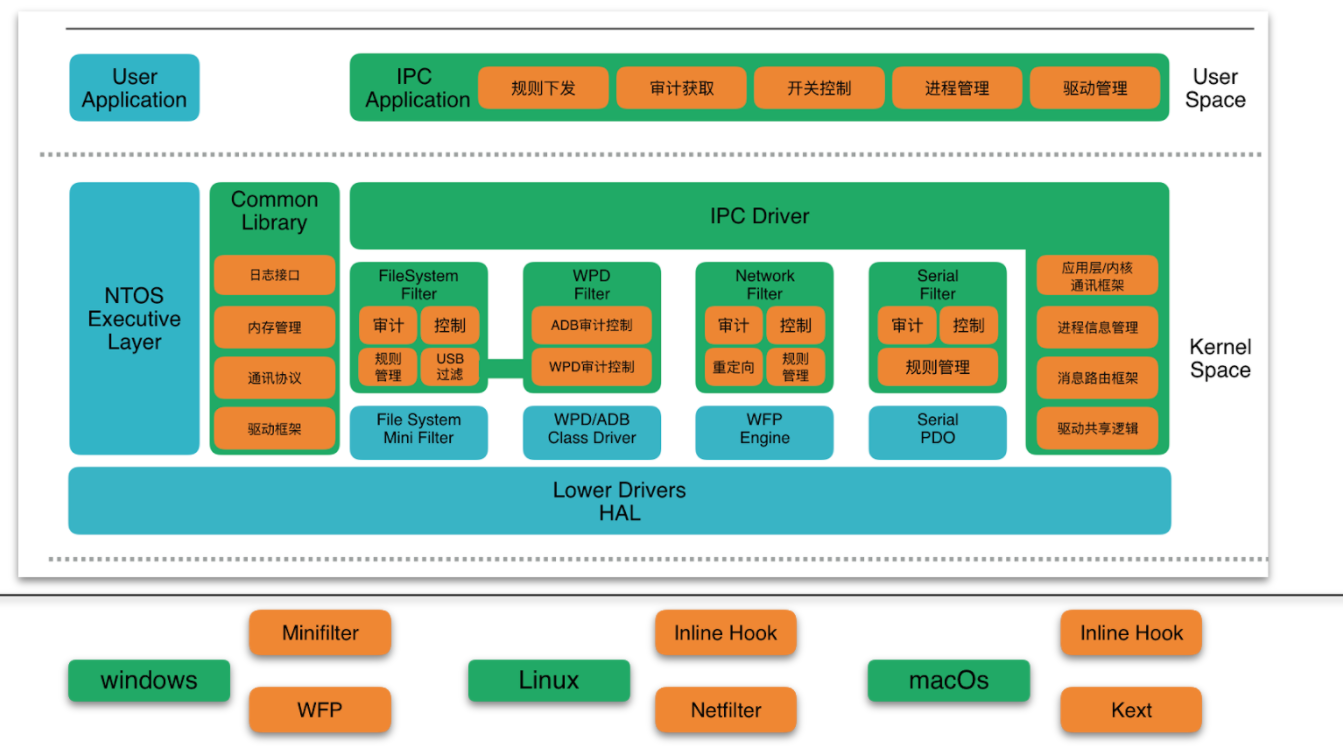 User
Application
IPC
Application
规则下发
审计获取
开关控制
进程管理
驱动管理
User
Space
NTOS
Executive
Layer
Common
Library
日志接口
内存管理
通讯协议
驱动框架
IPC Driver
FileSystem
Filter
审计
控制
规则
管理
USB
过滤
WPD
Filter
ADB审计控制
WPD审计控制
Network
Filter
审计
控制
重定向
规则
管理
Serial
Filter
审计
控制
规则管理
应用层/内核
通讯框架
进程信息管理
消息路由框架
驱动共享逻辑
Kernel
Space
File System
Mini Filter
WPD/ADB
Class Driver
WFP
Engine
Serial
PDO
Lower Drivers
HAL
windows
Minifilter
WFP
Linux
Inline Hook
Netfilter
macOs
Inline Hook
Kext